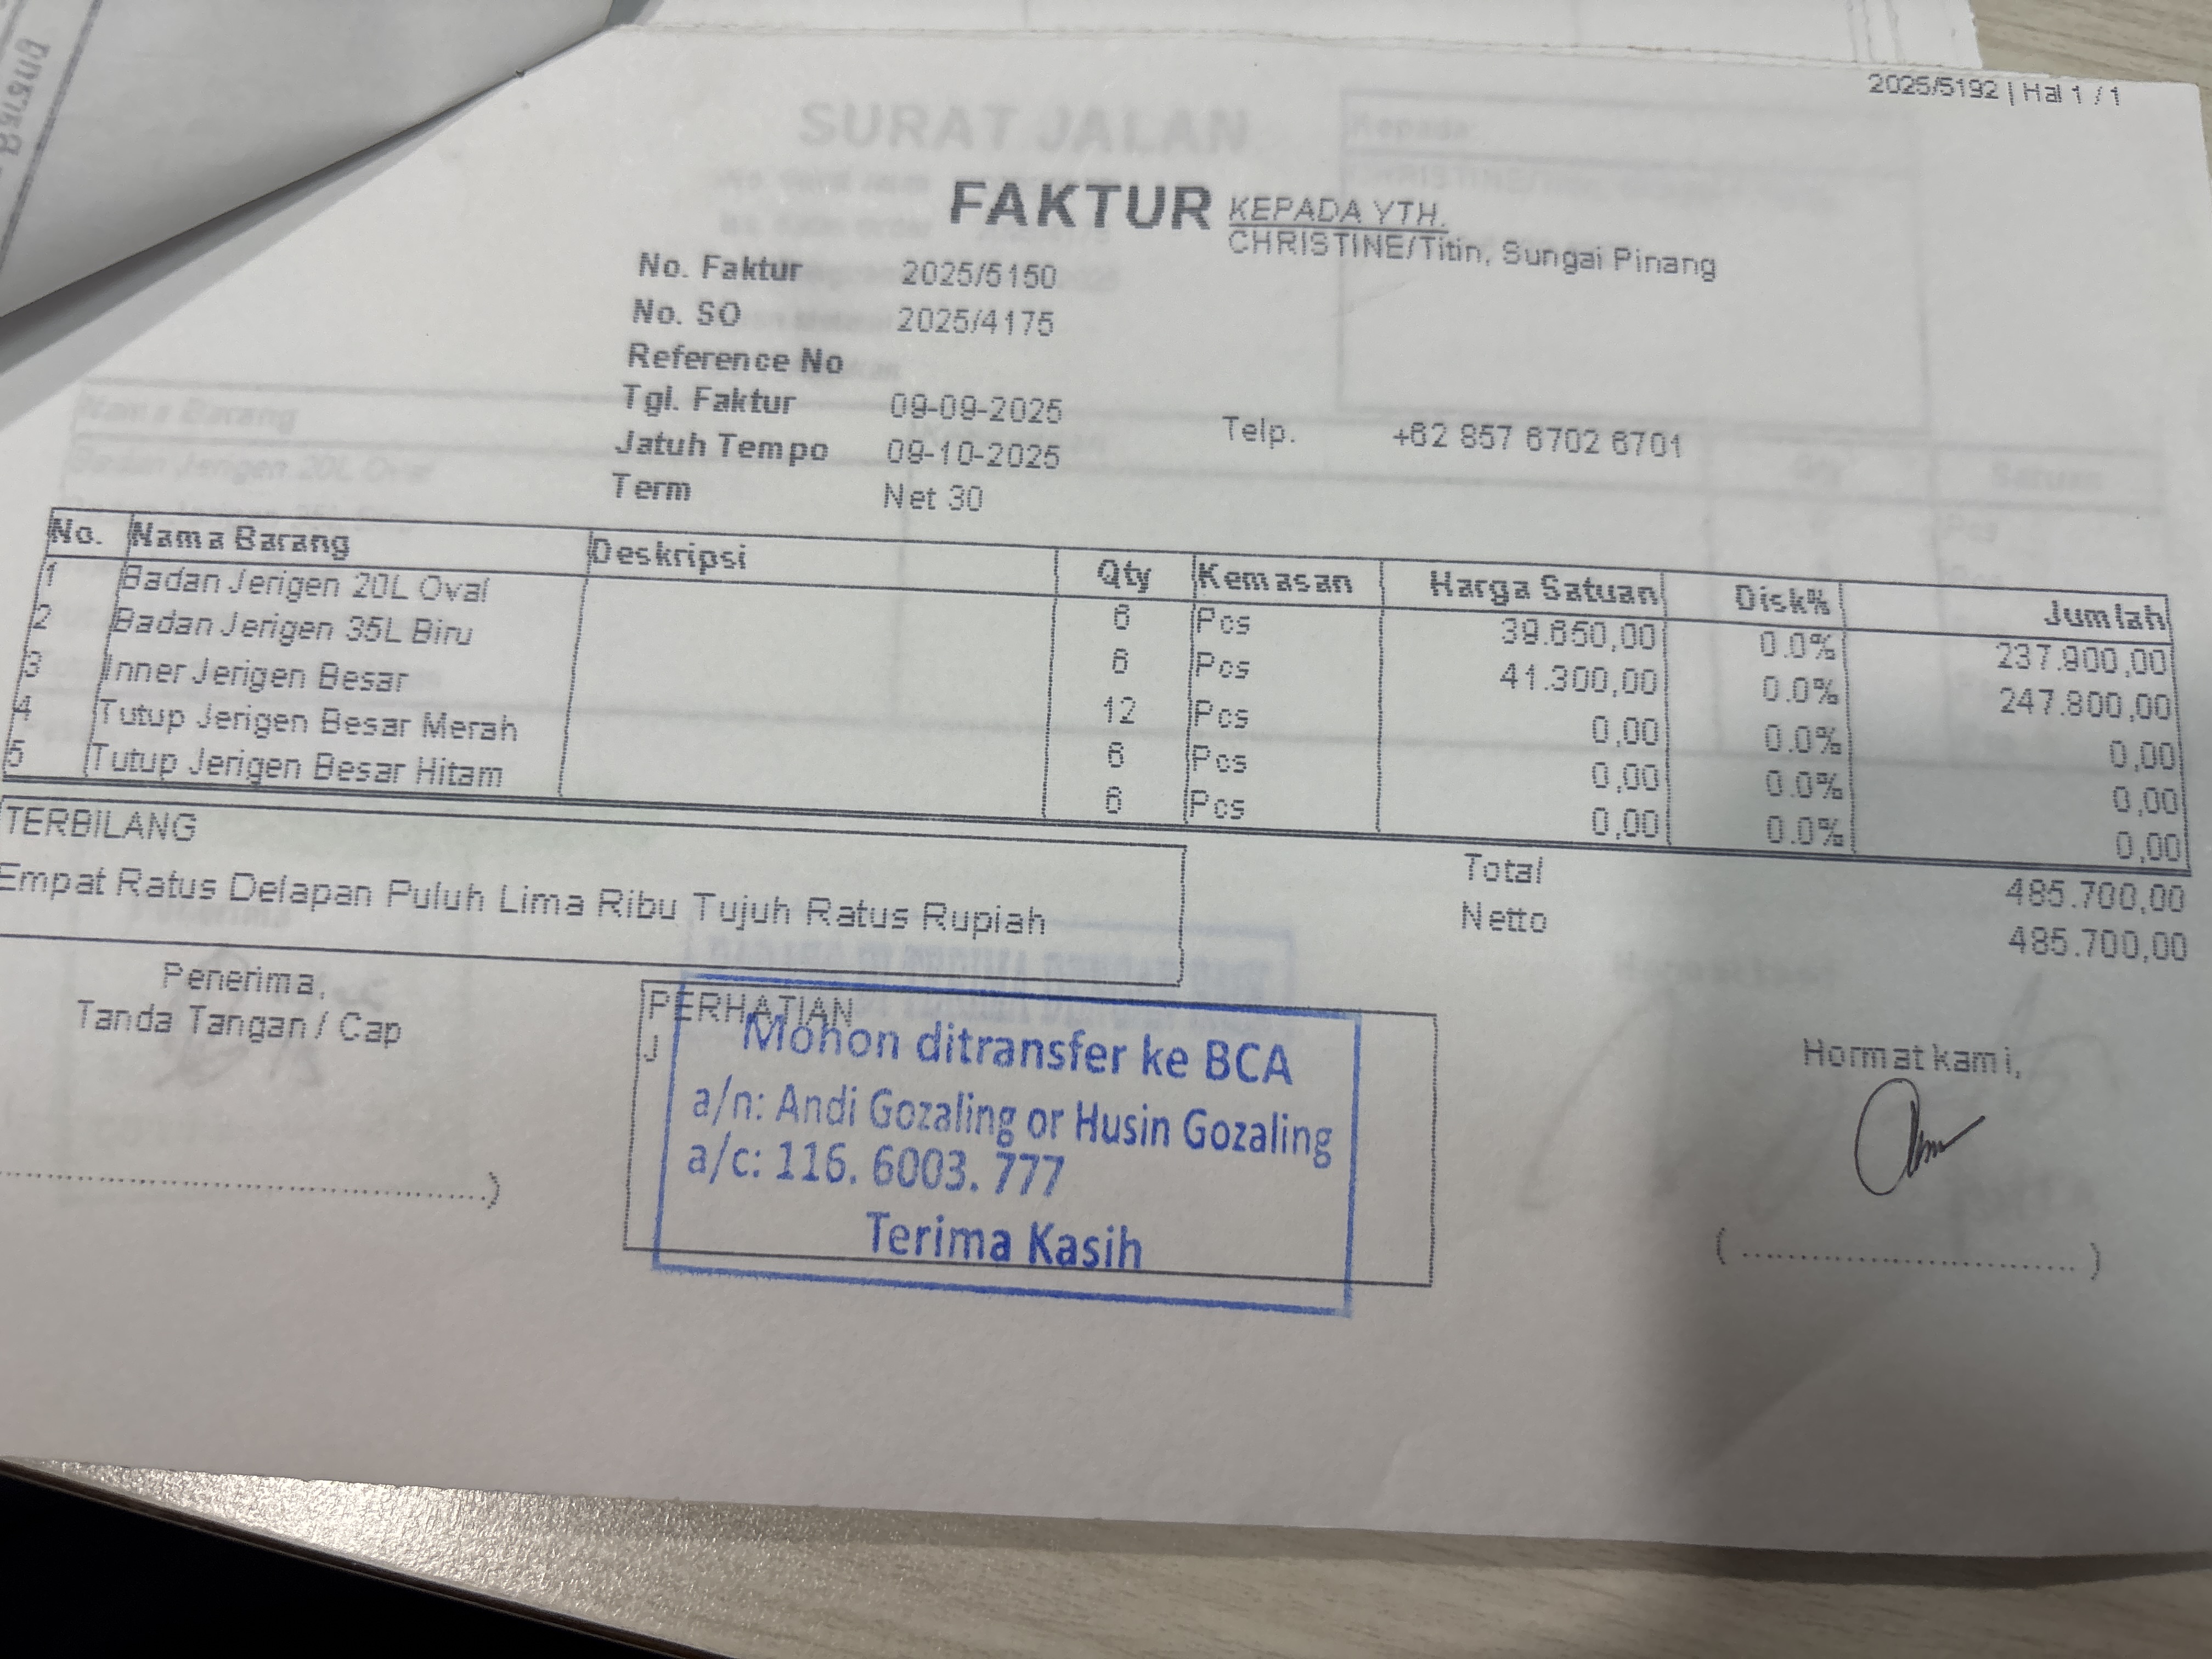 2025/5192 | Hal 1 / 1
SURAT JALAN
Kepada
FAKTUR
KEPADA YTH.
CHRISTINE/Titin, Sungai Pinang
No. Faktur 2025/5150
No. SO 2025/4175
Reference No
Tgl. Faktur 09-09-2025
Jatuh Tempo 09-10-2025
Term Net 30
Telp. +62 857 6702 6701
No. Nama Barang Deskripsi Qty Kemasan Harga Satuan Disk% Jumlah
1 Badan Jerigen 20L Oval 6 Pcs 39.650,00 0.0% 237.900,00
2 Badan Jerigen 35L Biru 6 Pcs 41.300,00 0.0% 247.800,00
3 Inner Jerigen Besar 12 Pcs 0,00 0.0% 0,00
4 Tutup Jerigen Besar Merah 6 Pcs 0,00 0.0% 0,00
5 Tutup Jerigen Besar Hitam 6 Pcs 0,00 0.0% 0,00
TERBILANG
Empat Ratus Delapan Puluh Lima Ribu Tujuh Ratus Rupiah
Total 485.700,00
Netto 485.700,00
Penerima,
Tanda Tangan / Cap
PERHATIAN
J
Mohon ditransfer ke BCA
a/n: Andi Gozaling or Husin Gozaling
a/c: 116. 6003. 777
Terima Kasih
Hormat kami,